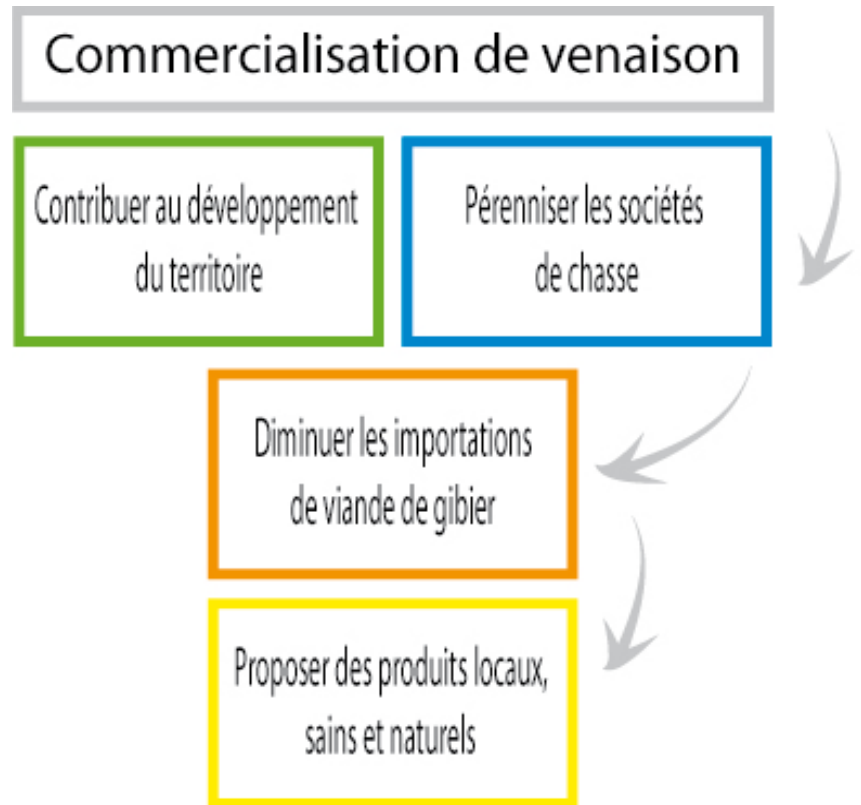 Commercialisation de venaison
Contribuer au développement
du territoire
Pérenniser les sociétés
de chasse
Diminuer les importations
de viande de gibier
Proposer des produits locaux,
sains et naturels